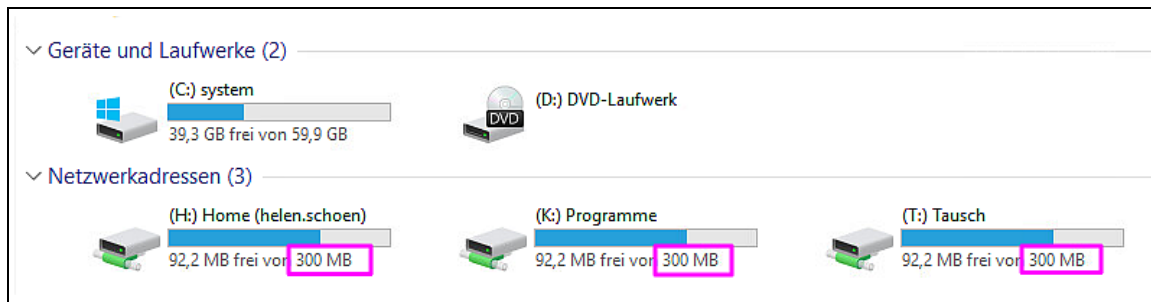 Geräte und Laufwerke (2)
(C:) system
39,3 GB frei von 59,9 GB
DVD
(D:) DVD-Laufwerk
Netzwerkadressen (3)
(H:) Home (helen.schoen)
92,2 MB frei von 300 MB
(K:) Programme
92,2 MB frei von 300 MB
(T:) Tausch
92,2 MB frei von 300 MB